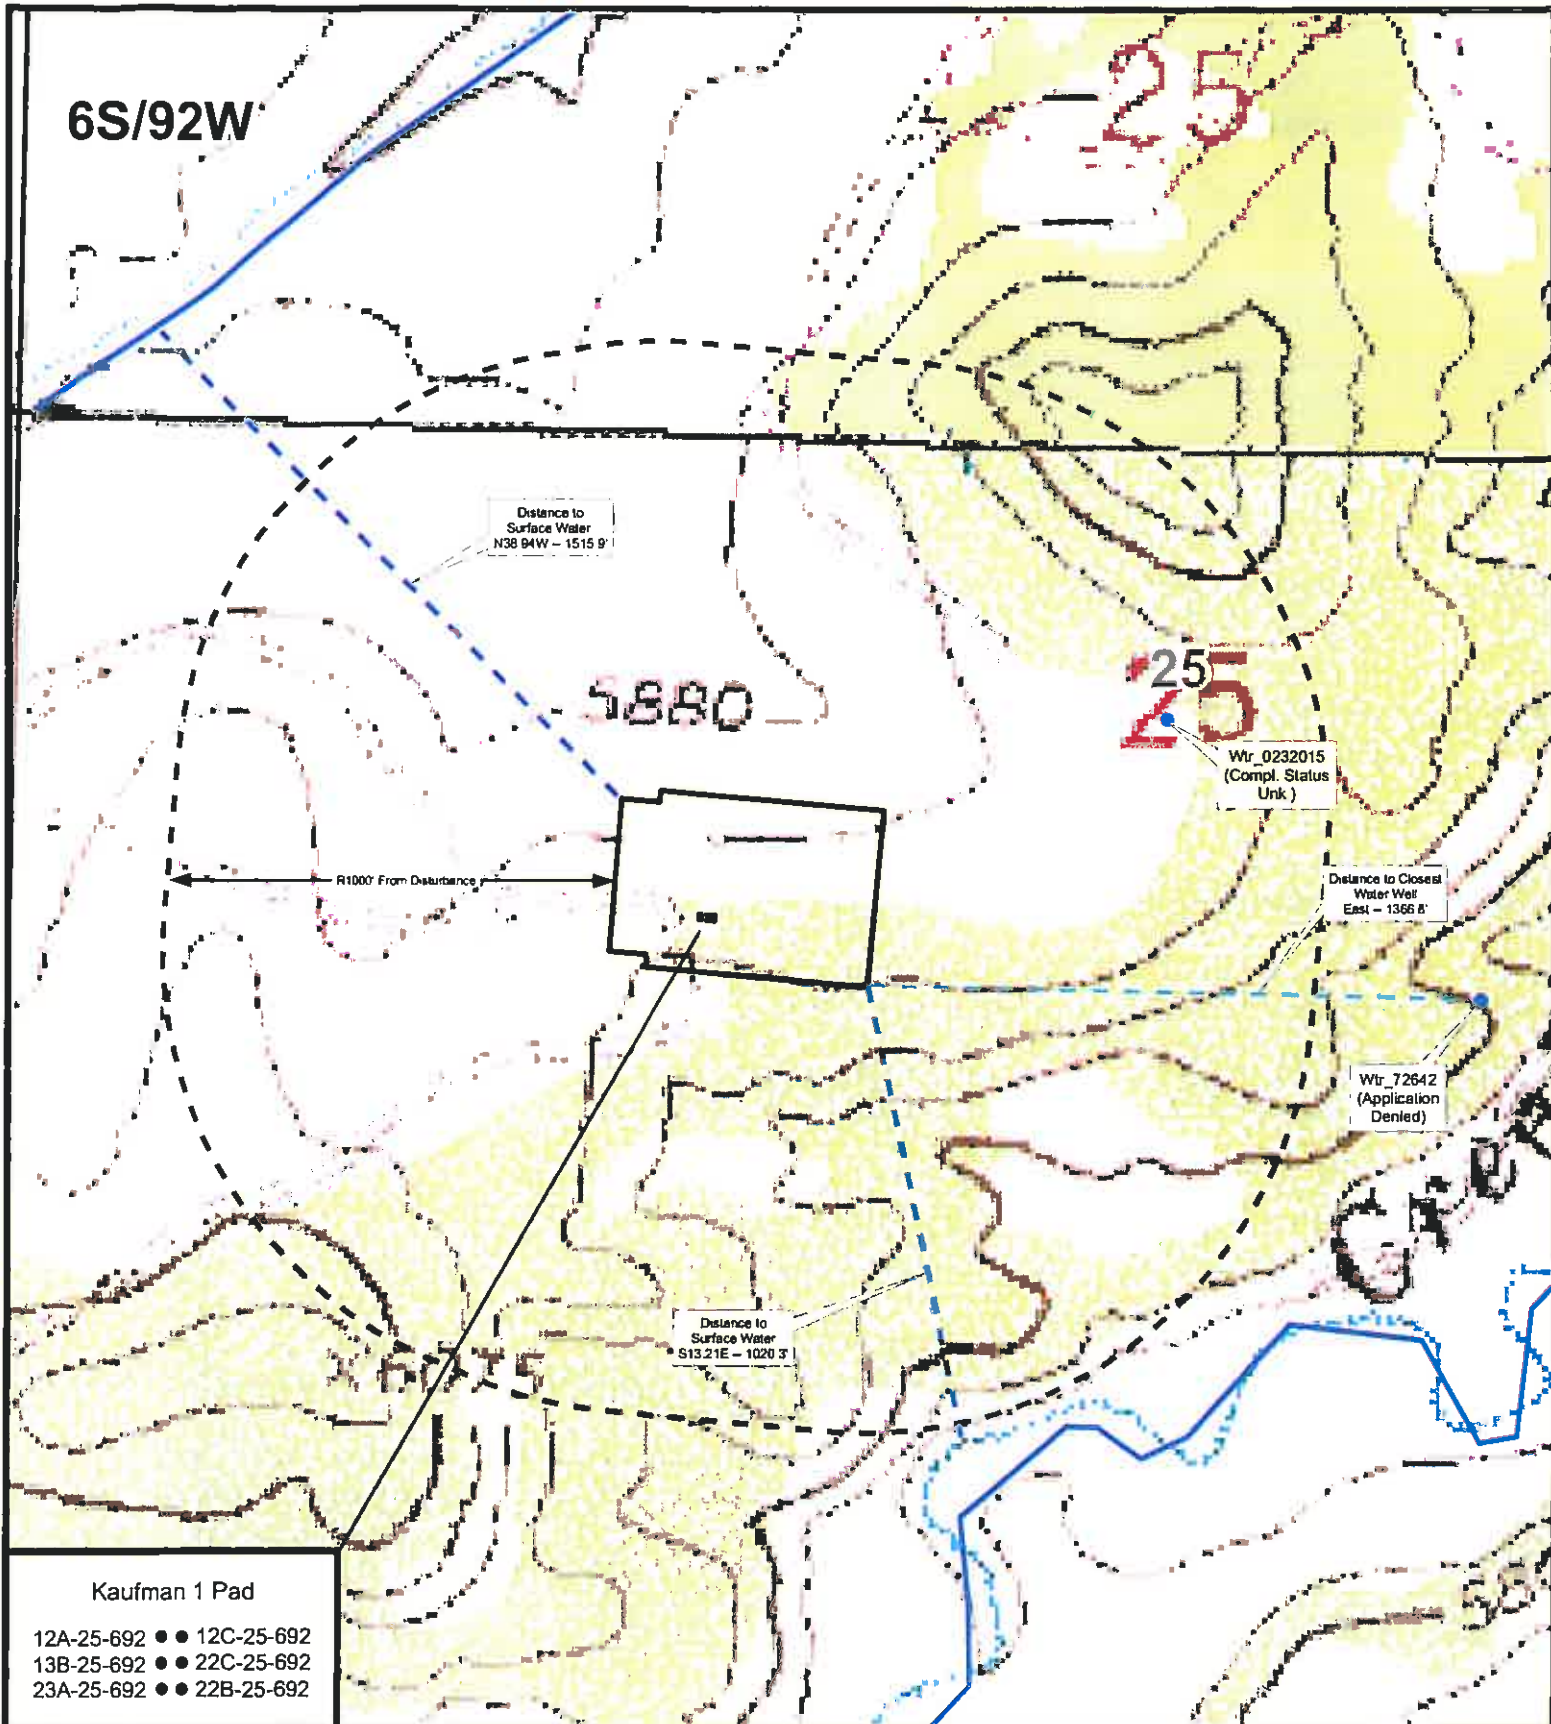 25
6S/92W
Distance to
Surface Water
N38 94W – 1515 9'
25
25
Wtr_0232015
(Compl. Status
Unk )
R1000' From Disturbance
Distance to Closest
Water Well
East – 1366 8'
Wtr_72642
(Application
Denied)
Distance to
Surface Water
S13.21E – 1020 3'
Kaufman 1 Pad
12A-25-692 ● ● 12C-25-692
13B-25-692 ● ● 22C-25-692
23A-25-692 ● ● 22B-25-692